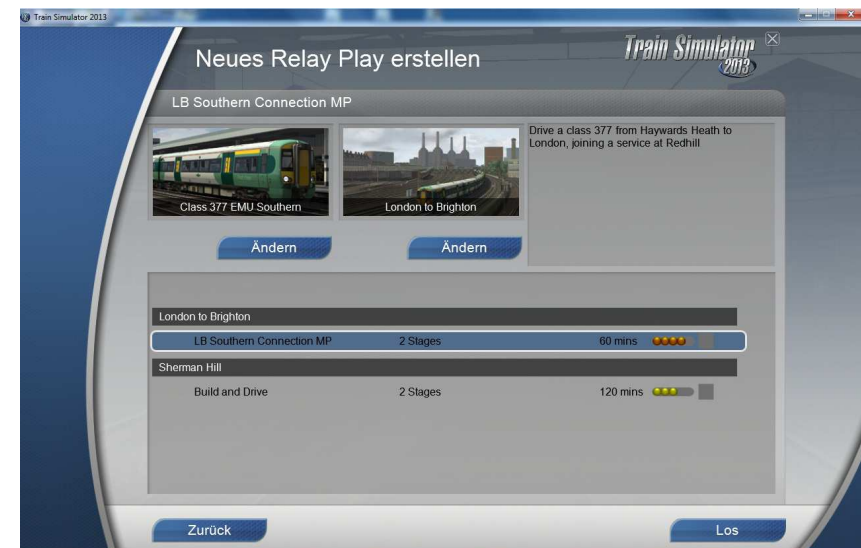 Train Simulator 2013
Neues Relay Play erstellen
Train Simulator
2013
LB Southern Connection MP
Class 377 EMU Southern
London to Brighton
Drive a class 377 from Haywards Heath to
London, joining a service at Redhill
Ändern
Ändern
London to Brighton
LB Southern Connection MP 2 Stages 60 mins
Sherman Hill
Build and Drive 2 Stages 120 mins
Zurück
Los